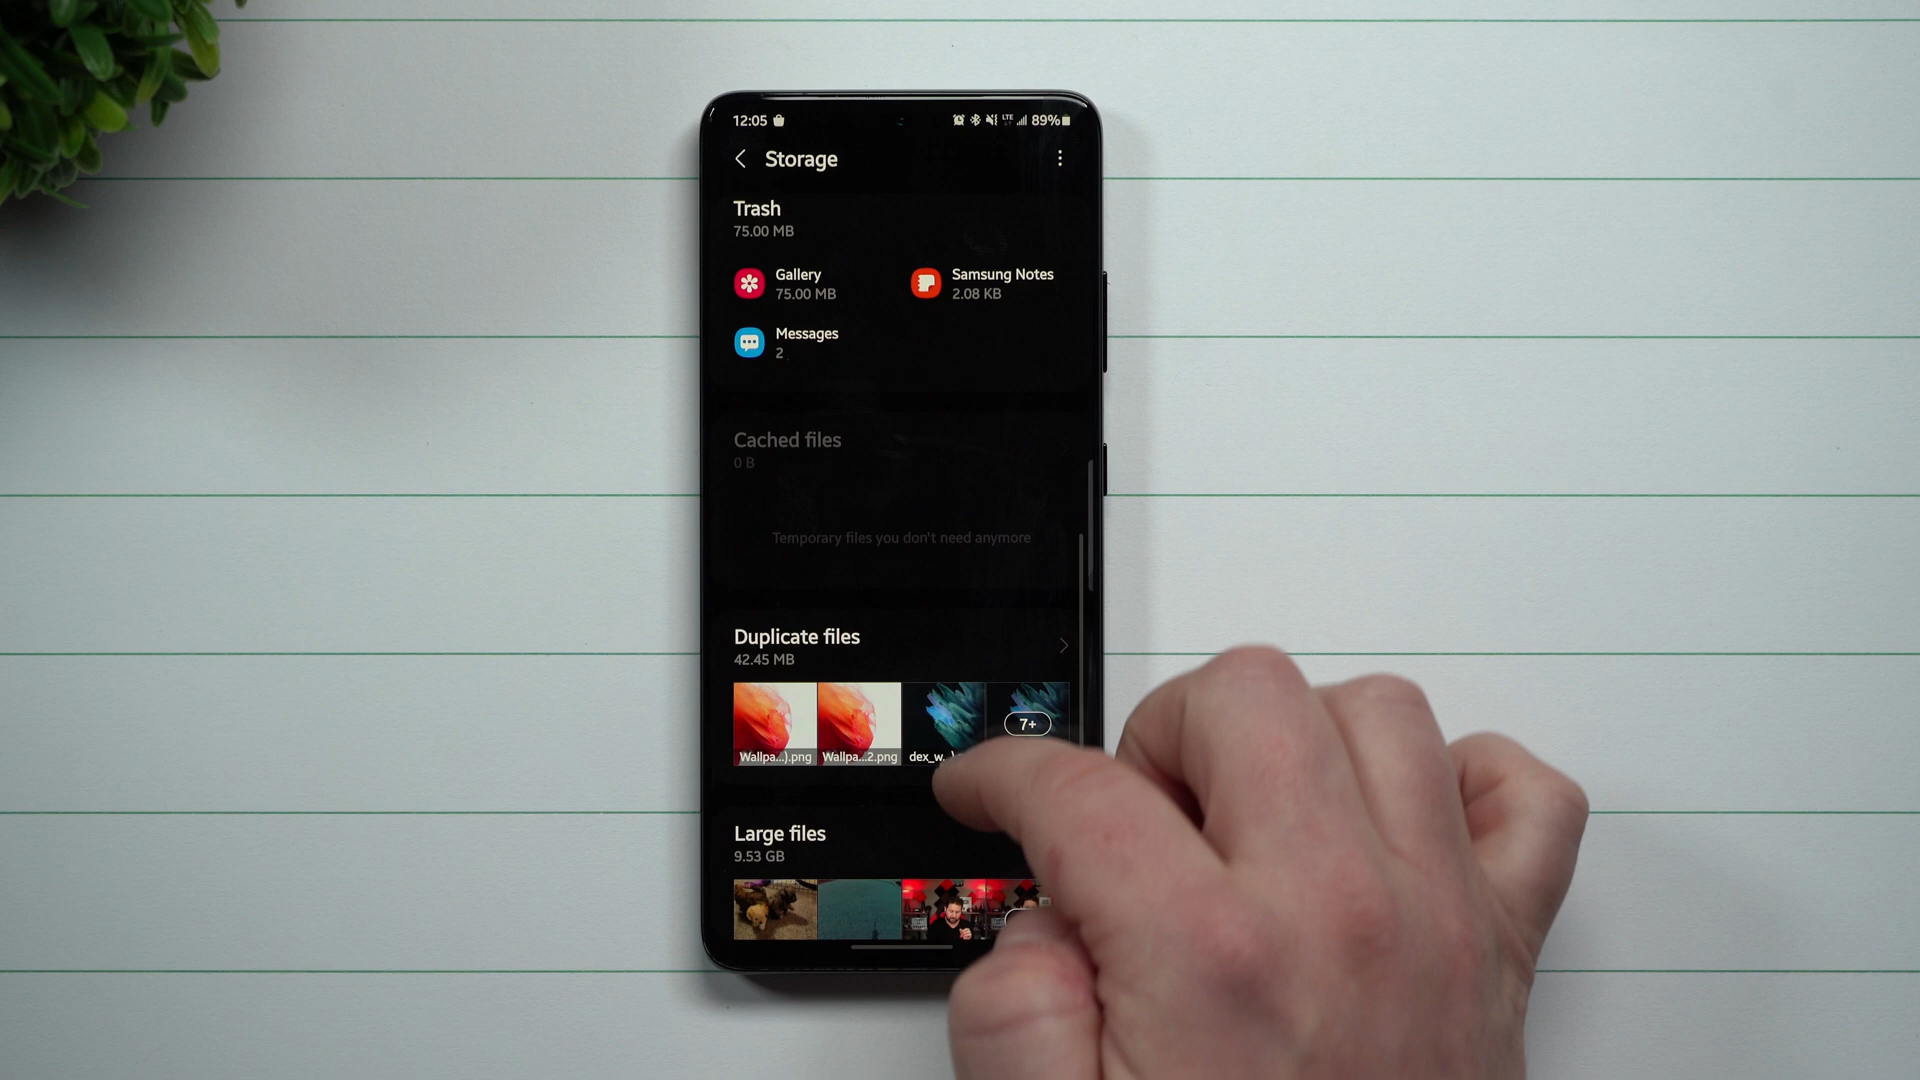 12:05 LTE 89%
Storage
Trash
75.00 MB
Gallery
75.00 MB
Samsung Notes
2.08 KB
Messages
2
Cached files
0 B
Temporary files you don't need anymore
Duplicate files
42.45 MB
7+
Wallpa...).png Wallpa...2.png dex_w...
Large files
9.53 GB